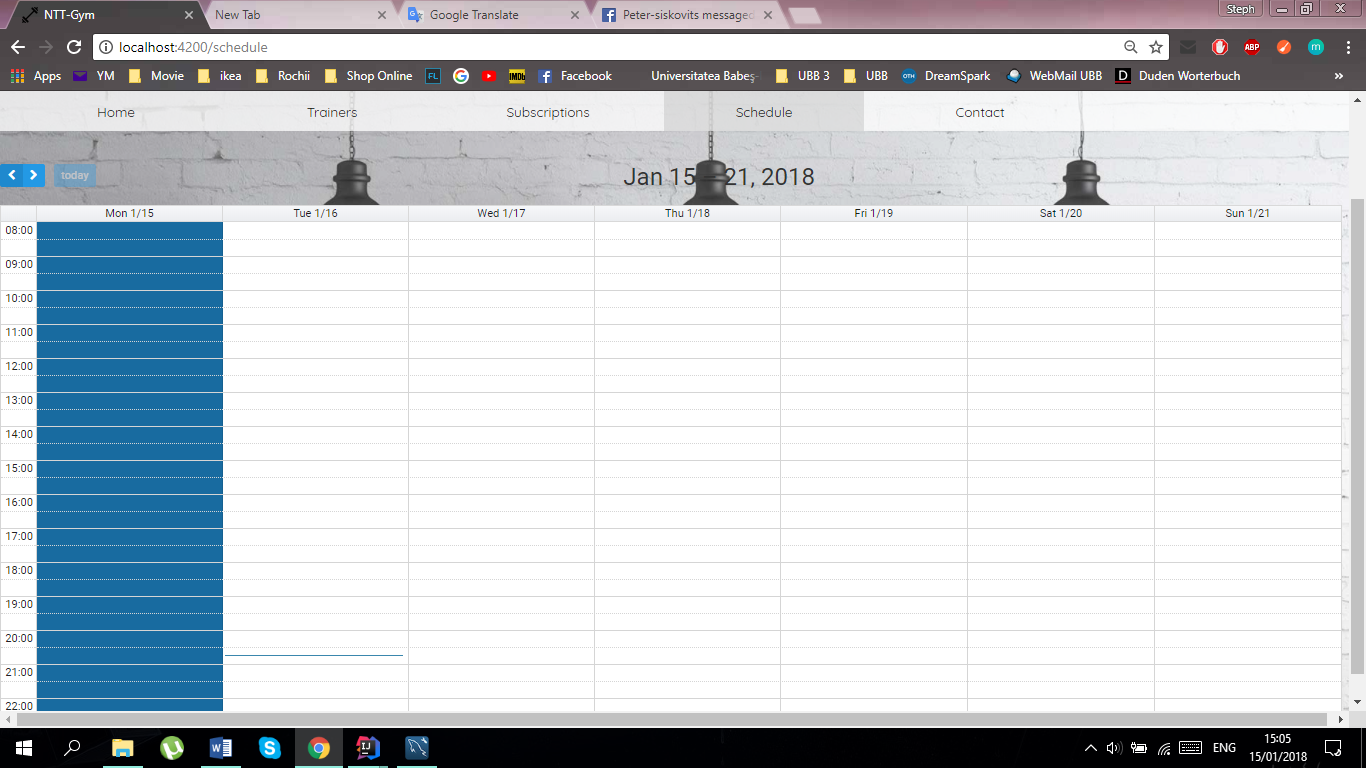 NTT-Gym
New Tab
Google Translate
Peter-siskovits messaged
Steph
localhost:4200/schedule
ABP
m
Apps
YM
Movie
ikea
Rochii
Shop Online
FL
G
IMDb
Facebook
Universitatea Babeș-
UBB 3
UBB
OTH
DreamSpark
WebMail UBB
D
Duden Worterbuch
»
Home
Trainers
Subscriptions
Schedule
Contact
today
Jan 15 – 21, 2018
Mon 1/15
Tue 1/16
Wed 1/17
Thu 1/18
Fri 1/19
Sat 1/20
Sun 1/21
08:00
09:00
10:00
11:00
12:00
13:00
14:00
15:00
16:00
17:00
18:00
19:00
20:00
21:00
22:00
ENG
15:05
15/01/2018